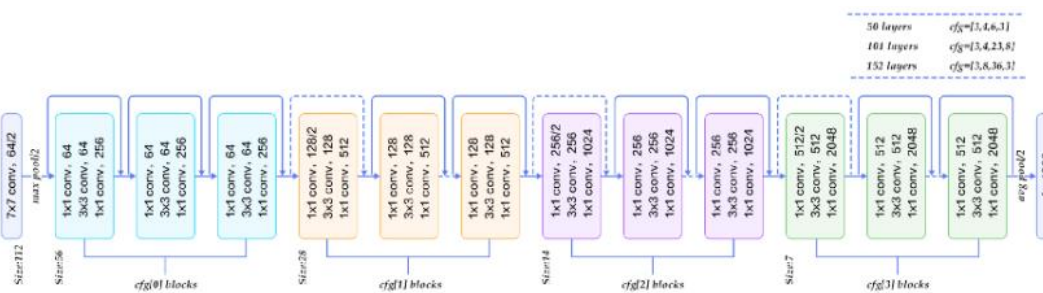 50 layers cfg=[3,4,6,3]
101 layers cfg=[3,4,23,8]
152 layers cfg=[3,8,36,3]
7x7 conv, 64/2
max pool/2
1x1 conv, 64
3x3 conv, 64
1x1 conv, 256
1x1 conv, 64
3x3 conv, 64
1x1 conv, 256
1x1 conv, 64
3x3 conv, 64
1x1 conv, 256
1x1 conv, 128/2
3x3 conv, 128
1x1 conv, 512
1x1 conv, 128
3x3 conv, 128
1x1 conv, 512
1x1 conv, 128
3x3 conv, 128
1x1 conv, 512
1x1 conv, 256/2
3x3 conv, 256
1x1 conv, 1024
1x1 conv, 256
3x3 conv, 256
1x1 conv, 1024
1x1 conv, 256
3x3 conv, 256
1x1 conv, 1024
1x1 conv, 512/2
3x3 conv, 512
1x1 conv, 2048
1x1 conv, 512
3x3 conv, 512
1x1 conv, 2048
1x1 conv, 512
3x3 conv, 512
1x1 conv, 2048
avg pool/2
Size:112
Size:56
Size:28
Size:14
Size:7
cfg[0] blocks
cfg[1] blocks
cfg[2] blocks
cfg[3] blocks